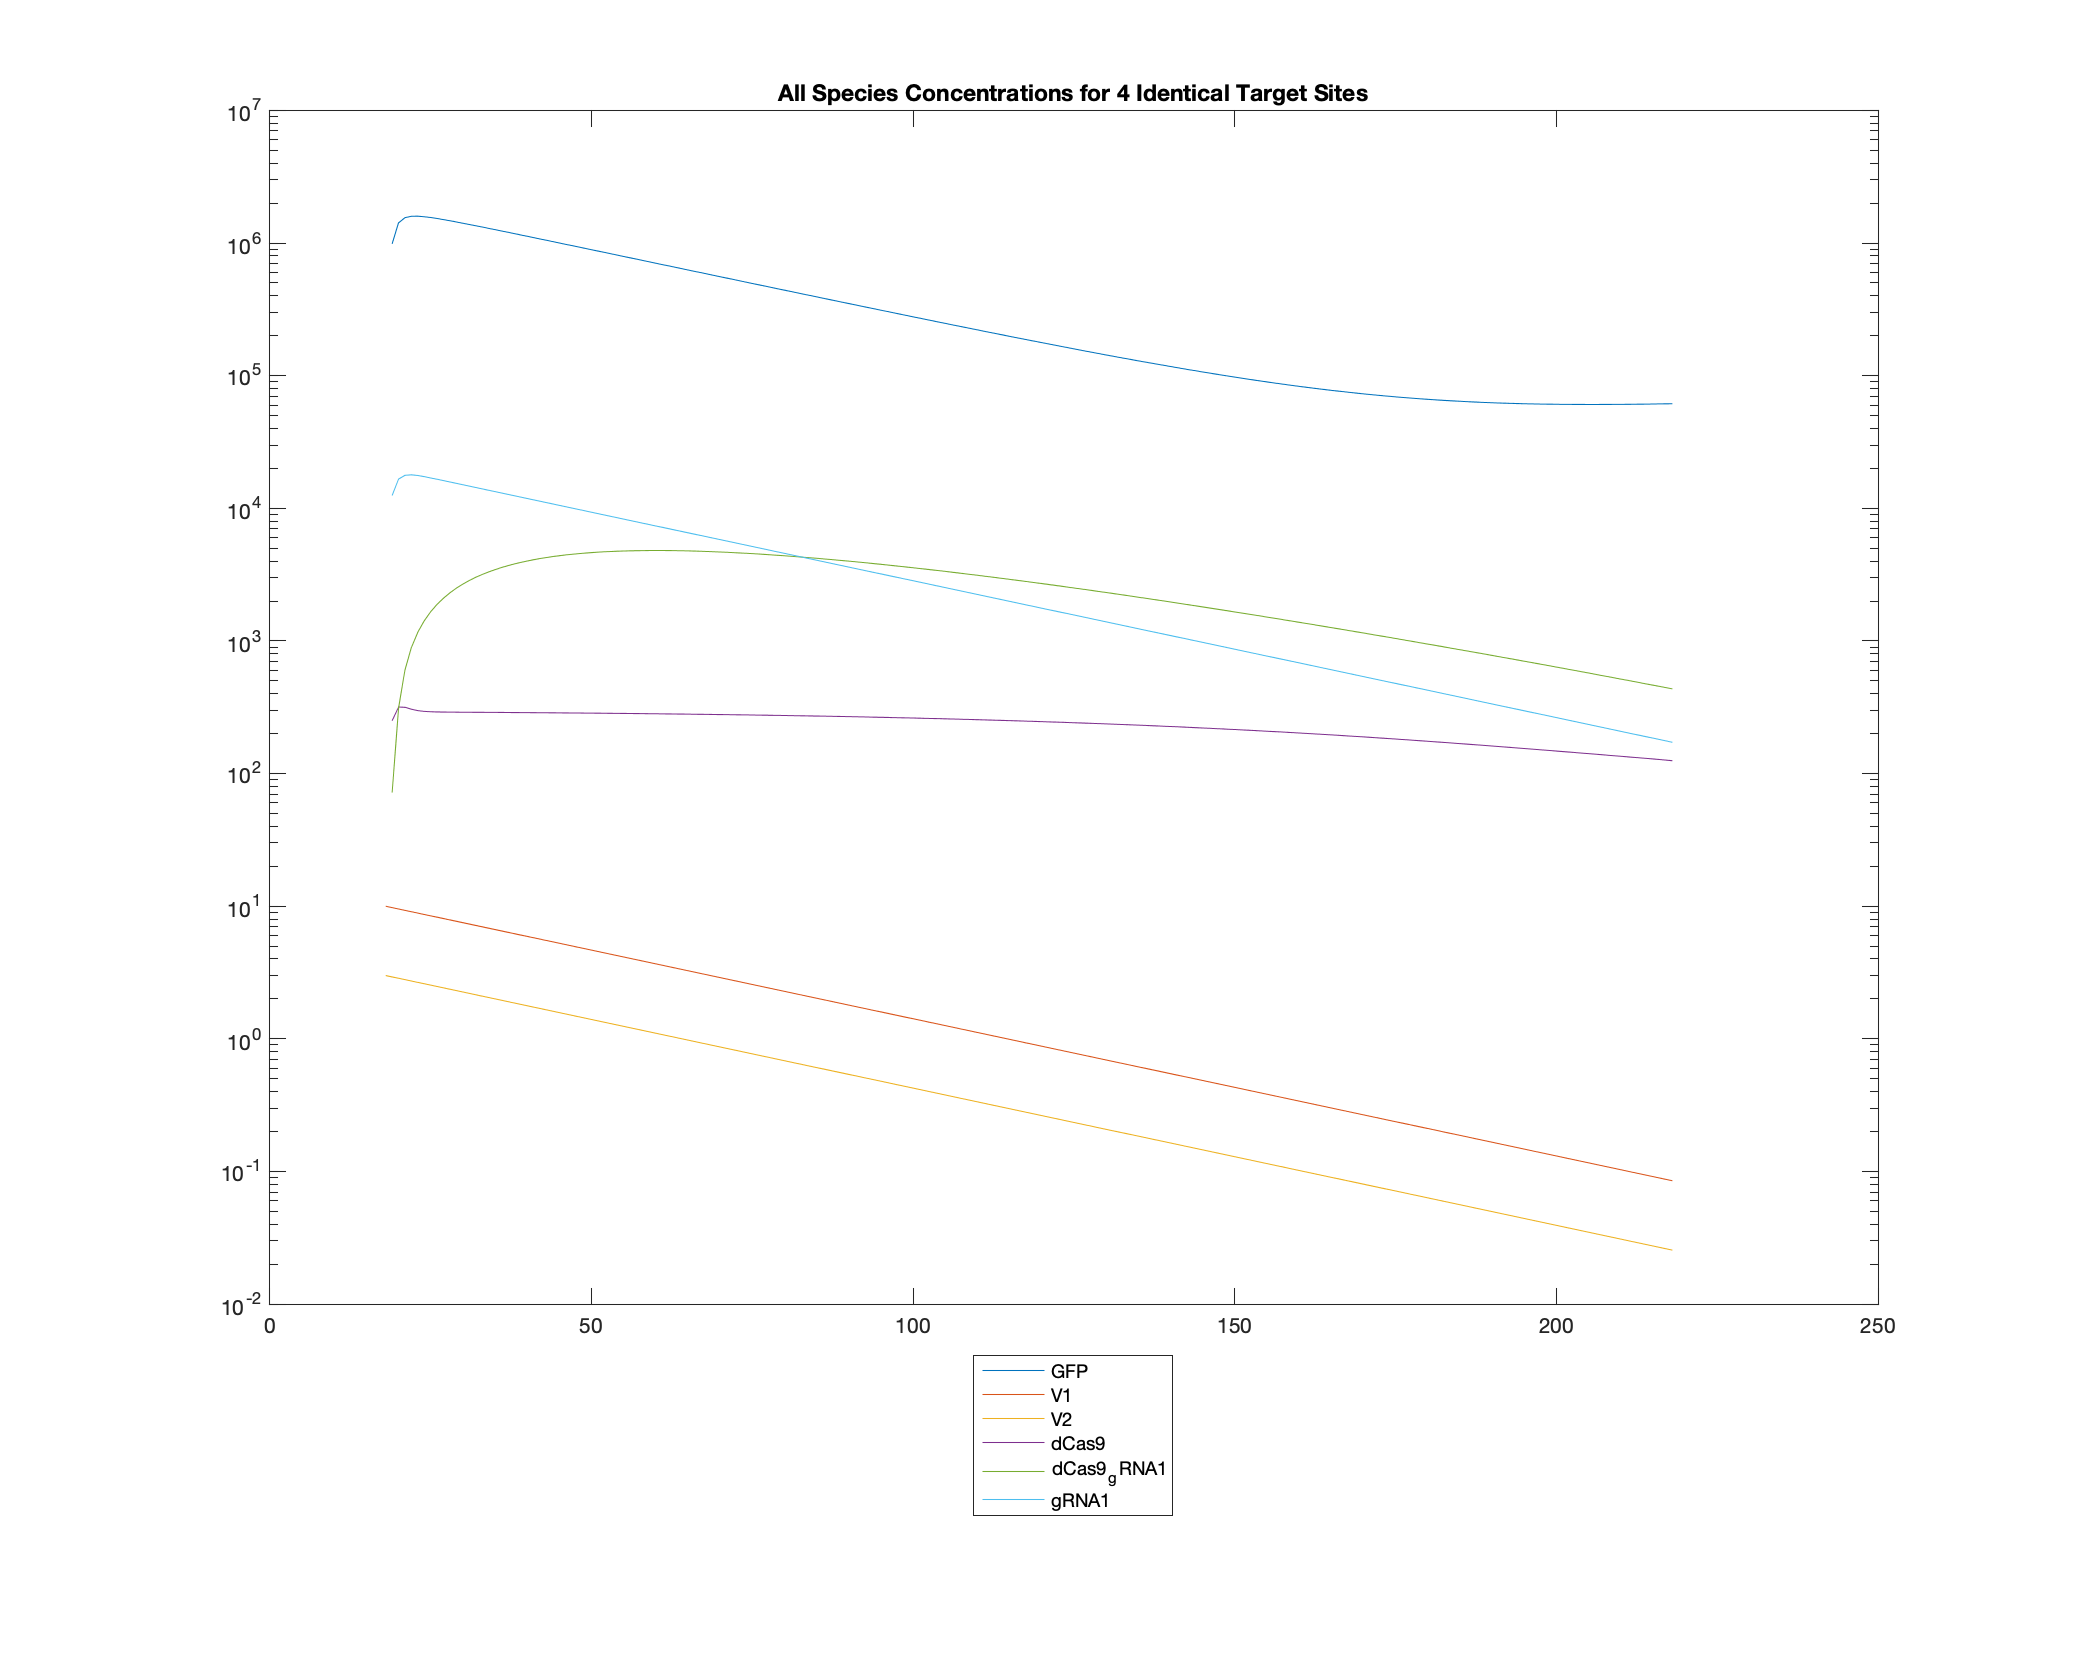 All Species Concentrations for 4 Identical Target Sites
10^7
10^6
10^5
10^4
10^3
10^2
10^1
10^0
10^-1
10^-2
0 50 100 150 200 250
GFP
V1
V2
dCas9
dCas9_gRNA1
gRNA1